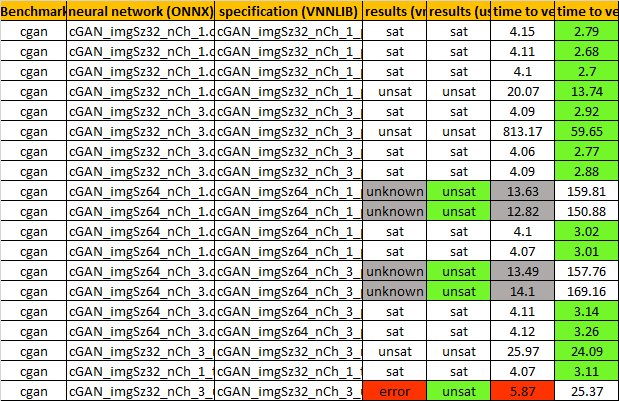 Benchmark neural network (ONNX) specification (VNNLIB) results (v results (us time to ve time to ve
cgan cGAN_imgSz32_nCh_1.o cGAN_imgSz32_nCh_1_ sat sat 4.15 2.79
cgan cGAN_imgSz32_nCh_1.o cGAN_imgSz32_nCh_1_ sat sat 4.11 2.68
cgan cGAN_imgSz32_nCh_1.o cGAN_imgSz32_nCh_1_ sat sat 4.1 2.7
cgan cGAN_imgSz32_nCh_1.o cGAN_imgSz32_nCh_1_ unsat unsat 20.07 13.74
cgan cGAN_imgSz32_nCh_3.o cGAN_imgSz32_nCh_3_ sat sat 4.09 2.92
cgan cGAN_imgSz32_nCh_3.o cGAN_imgSz32_nCh_3_ unsat unsat 813.17 59.65
cgan cGAN_imgSz32_nCh_3.o cGAN_imgSz32_nCh_3_ sat sat 4.06 2.77
cgan cGAN_imgSz32_nCh_3.o cGAN_imgSz32_nCh_3_ sat sat 4.09 2.88
cgan cGAN_imgSz64_nCh_1.o cGAN_imgSz64_nCh_1_ unknown unsat 13.63 159.81
cgan cGAN_imgSz64_nCh_1.o cGAN_imgSz64_nCh_1_ unknown unsat 12.82 150.88
cgan cGAN_imgSz64_nCh_1.o cGAN_imgSz64_nCh_1_ sat sat 4.1 3.02
cgan cGAN_imgSz64_nCh_1.o cGAN_imgSz64_nCh_1_ sat sat 4.07 3.01
cgan cGAN_imgSz64_nCh_3.o cGAN_imgSz64_nCh_3_ unknown unsat 13.49 157.76
cgan cGAN_imgSz64_nCh_3.o cGAN_imgSz64_nCh_3_ unknown unsat 14.1 169.16
cgan cGAN_imgSz64_nCh_3.o cGAN_imgSz64_nCh_3_ sat sat 4.11 3.14
cgan cGAN_imgSz64_nCh_3.o cGAN_imgSz64_nCh_3_ sat sat 4.12 3.26
cgan cGAN_imgSz32_nCh_3_ cGAN_imgSz32_nCh_3_ unsat unsat 25.97 24.09
cgan cGAN_imgSz32_nCh_1_ cGAN_imgSz32_nCh_1_ sat sat 4.07 3.11
cgan cGAN_imgSz32_nCh_3_ cGAN_imgSz32_nCh_3_ error unsat 5.87 25.37